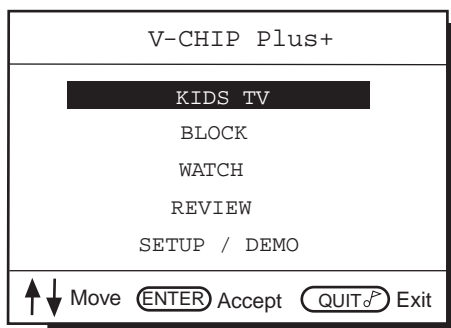 V-CHIP Plus+
KIDS TV
BLOCK
WATCH
REVIEW
SETUP / DEMO
Move ENTER Accept QUIT Exit